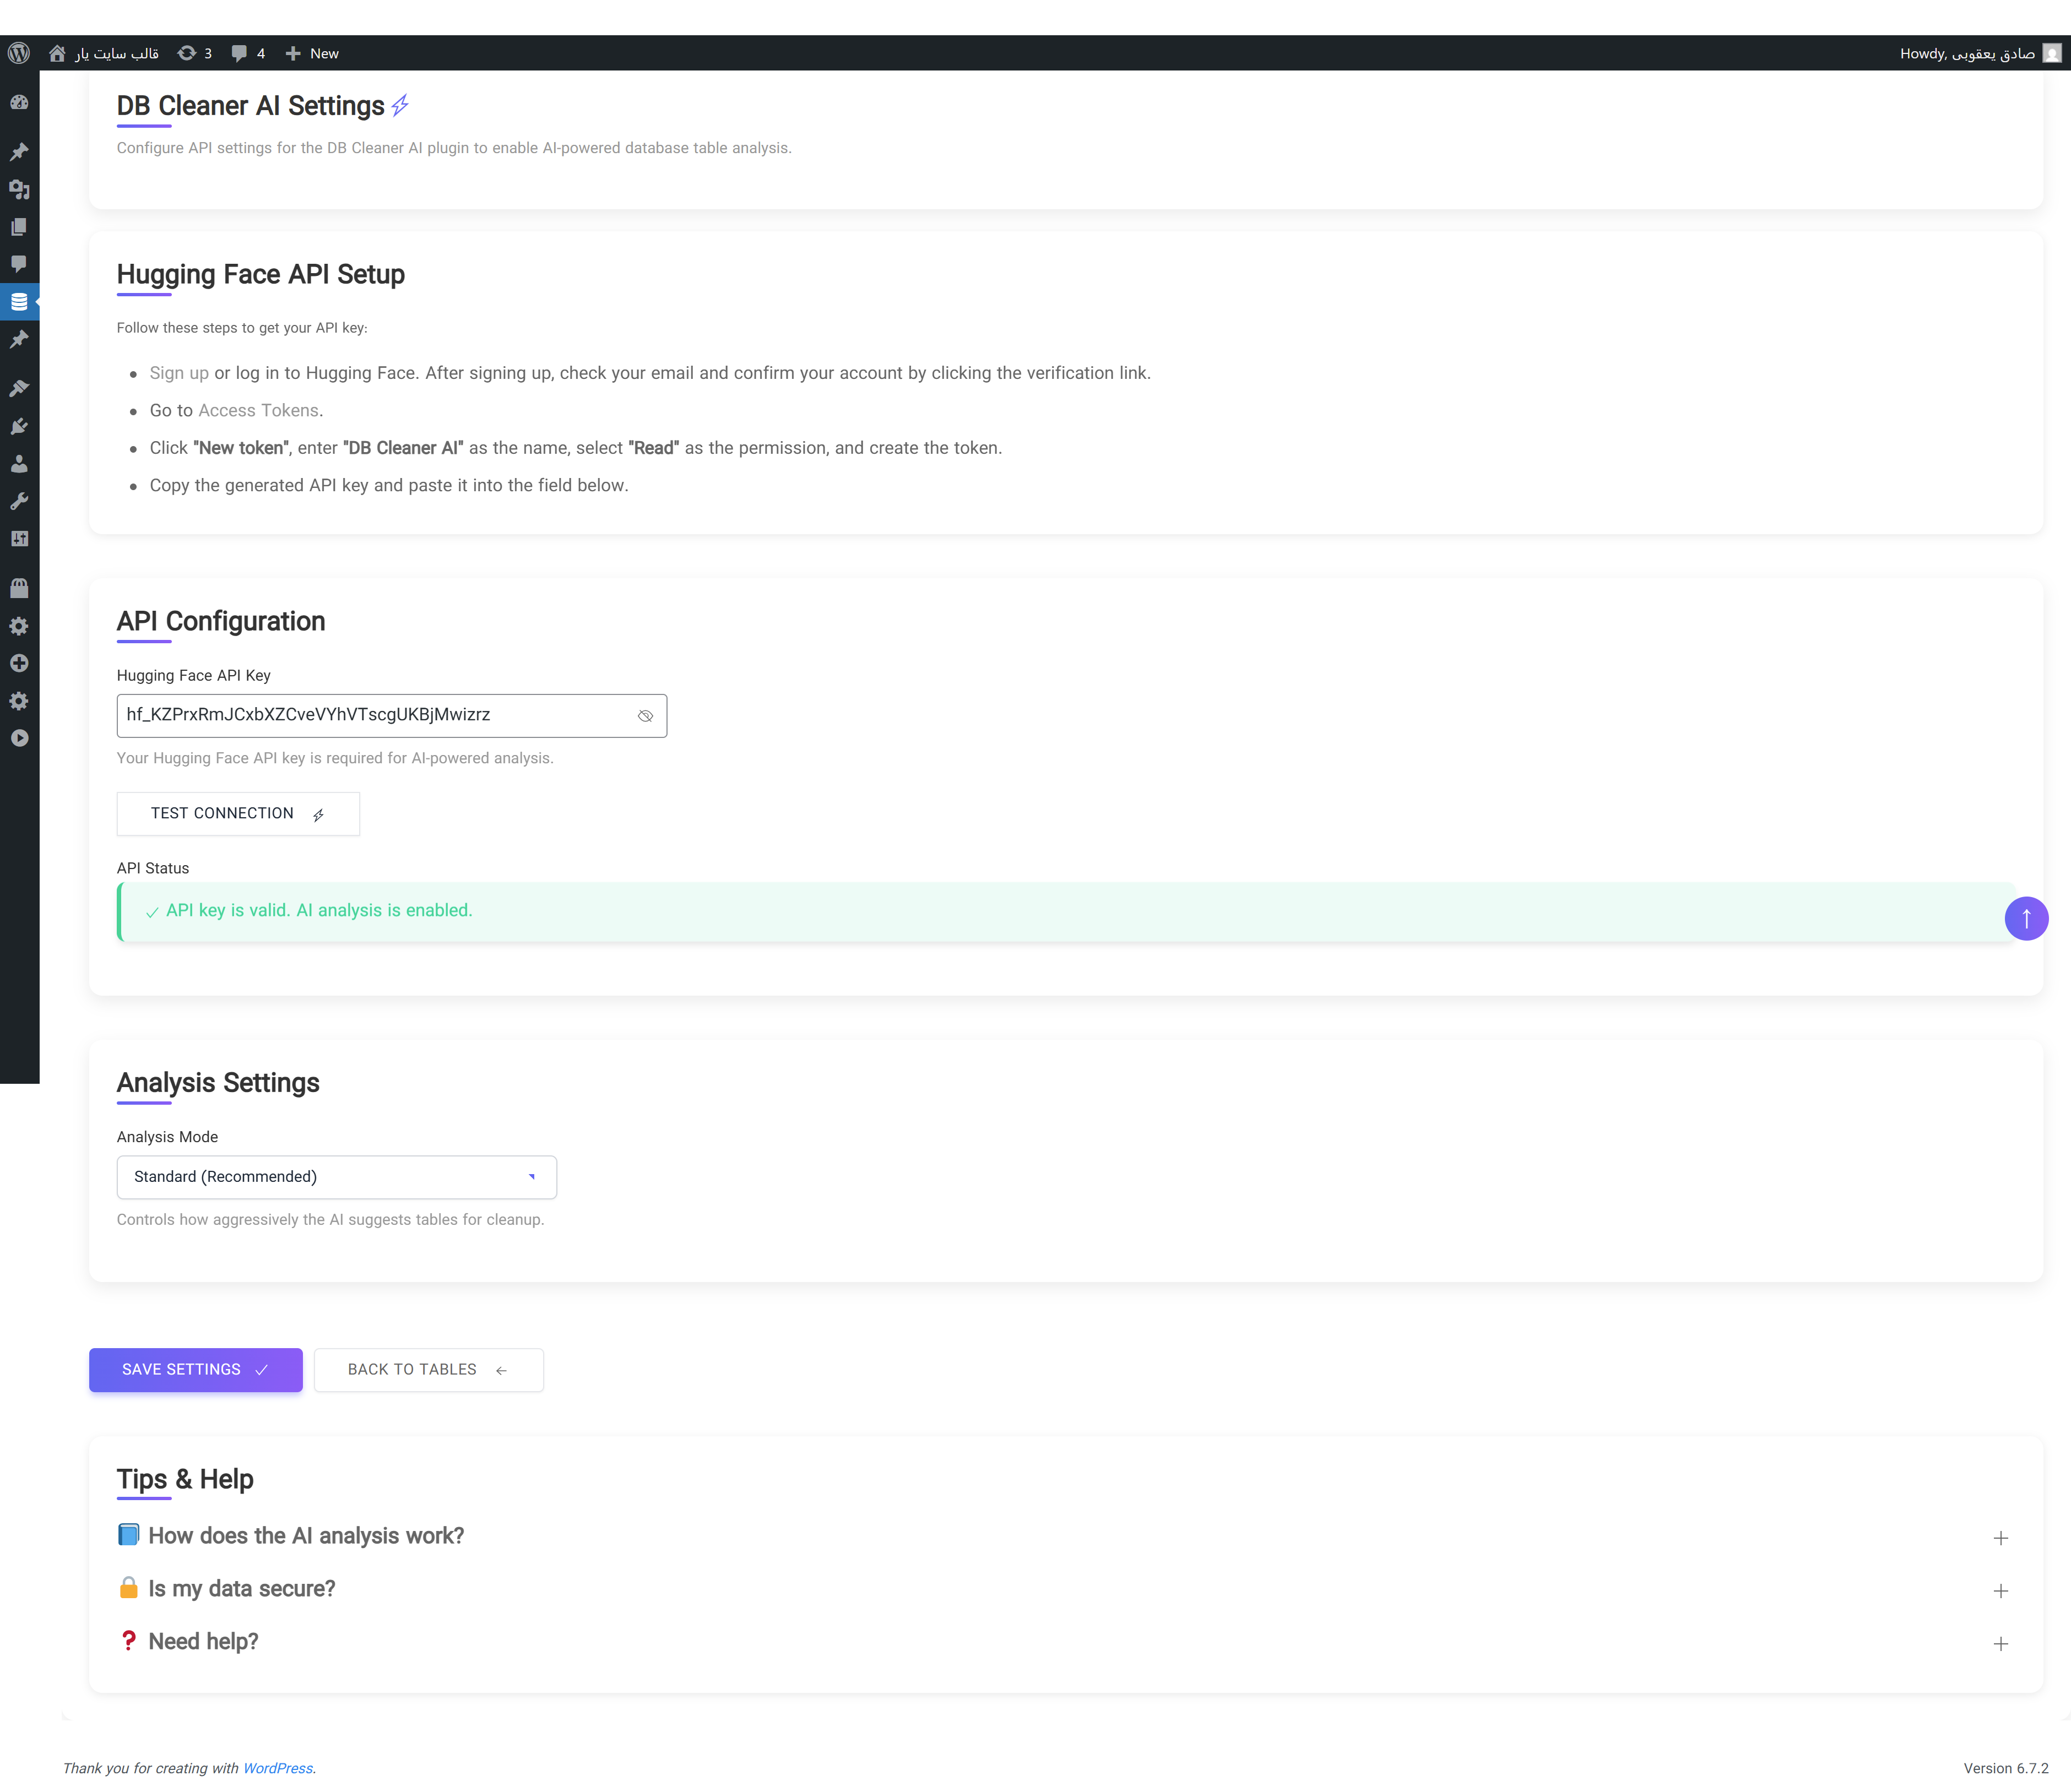 قالب سایت یار 3 4 New
Howdy, صادق یعقوبی
DB Cleaner AI Settings
Configure API settings for the DB Cleaner AI plugin to enable AI-powered database table analysis.
Hugging Face API Setup
Follow these steps to get your API key:
Sign up or log in to Hugging Face. After signing up, check your email and confirm your account by clicking the verification link.
Go to Access Tokens.
Click "New token", enter "DB Cleaner AI" as the name, select "Read" as the permission, and create the token.
Copy the generated API key and paste it into the field below.
API Configuration
Hugging Face API Key
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
Your Hugging Face API key is required for AI-powered analysis.
TEST CONNECTION
API Status
API key is valid. AI analysis is enabled.
Analysis Settings
Analysis Mode
Standard (Recommended)
Controls how aggressively the AI suggests tables for cleanup.
SAVE SETTINGS
BACK TO TABLES
Tips & Help
How does the AI analysis work?
Is my data secure?
Need help?
Thank you for creating with WordPress.
Version 6.7.2